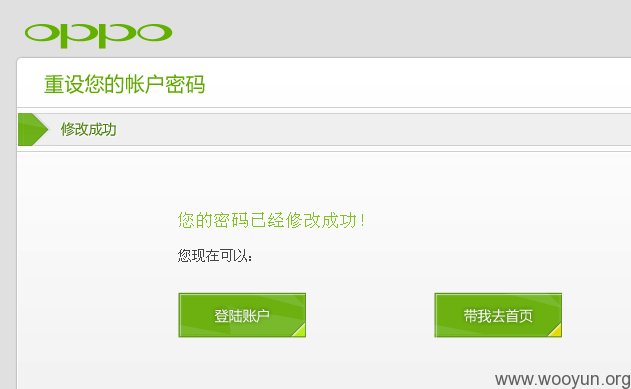 oppo
重设您的帐户密码
修改成功
您的密码已经修改成功！
您现在可以：
登陆账户 带我去首页
www.wooyun.org